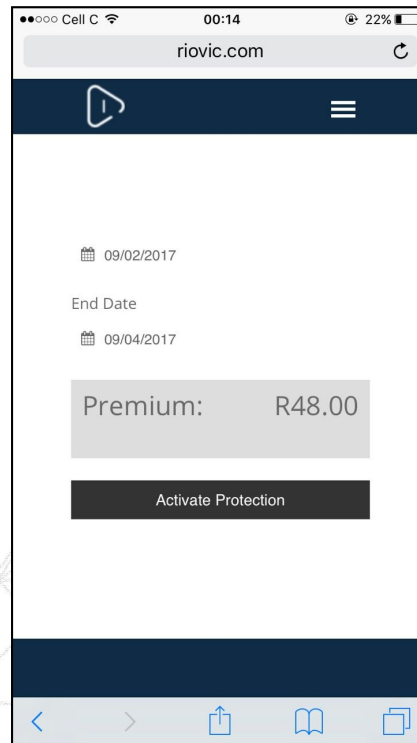 Cell C 00:14 22%
riovic.com
09/02/2017
End Date
09/04/2017
Premium: R48.00
Activate Protection